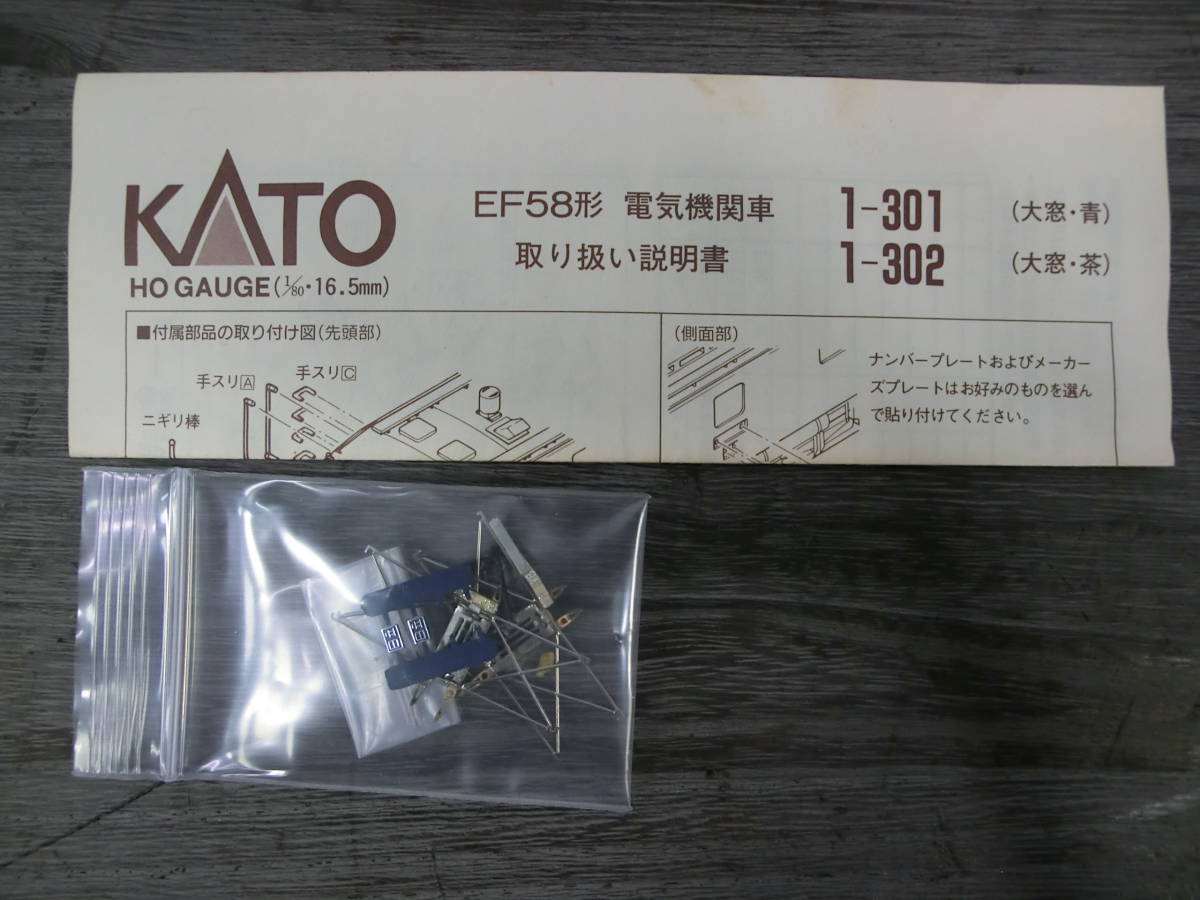 KATO
HO GAUGE(1/80・16.5mm)
EF58形 電気機関車 1-301 (大窓・青)
取り扱い説明書 1-302 (大窓・茶)
■付属部品の取り付け図(先頭部)
手スリA
手スリC
ニギリ棒
(側面部)
ナンバープレートおよびメーカー
ズプレートはお好みのものを選ん
で貼り付けてください。